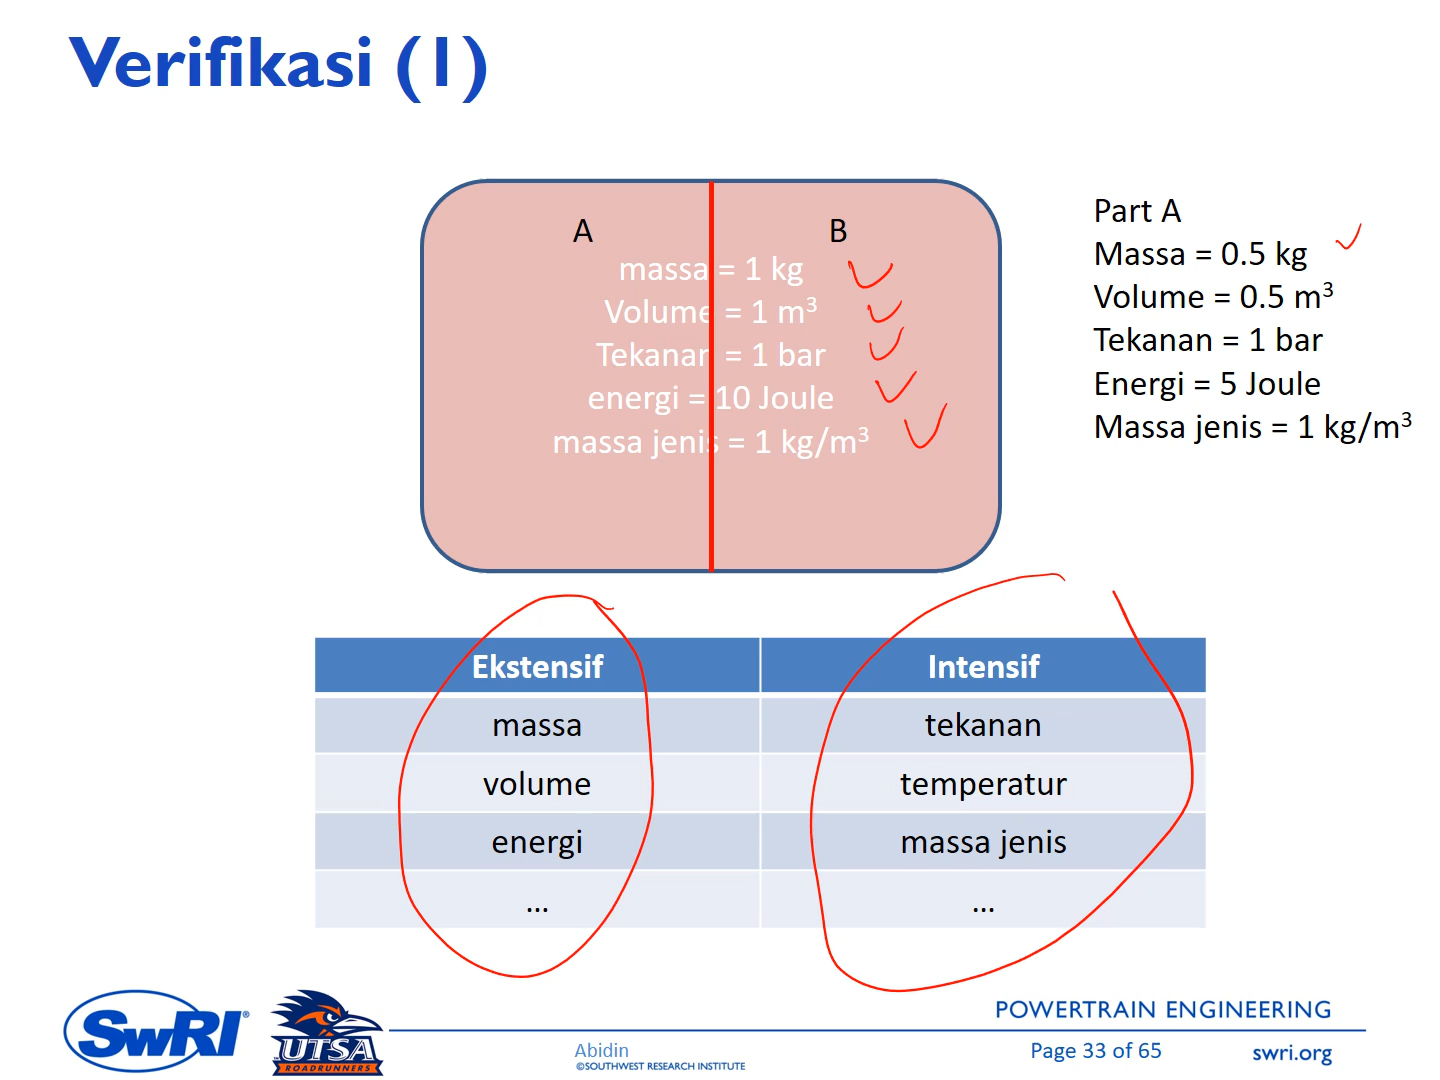 Verifikasi (1)
A
B
massa = 1 kg
Volume = 1 m³
Tekanan = 1 bar
energi = 10 Joule
massa jenis = 1 kg/m³
Part A
Massa = 0.5 kg
Volume = 0.5 m³
Tekanan = 1 bar
Energi = 5 Joule
Massa jenis = 1 kg/m³
Ekstensif
Intensif
massa
tekanan
volume
temperatur
energi
massa jenis
...
...
SwRI®
UTSA
ROADRUNNERS
POWERTRAIN ENGINEERING
Abidin
©SOUTHWEST RESEARCH INSTITUTE
Page 33 of 65
swri.org